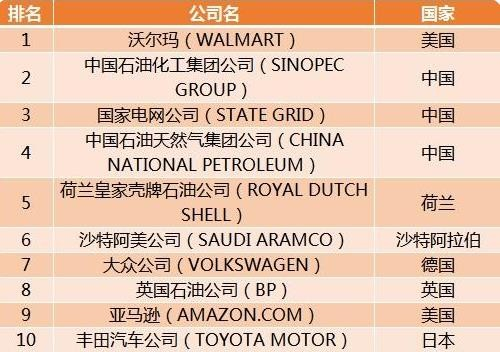 排名 公司名 国家
1 沃尔玛（WALMART） 美国
2 中国石油化工集团公司（SINOPEC
GROUP） 中国
3 国家电网公司（STATE GRID） 中国
4 中国石油天然气集团公司（CHINA
NATIONAL PETROLEUM） 中国
5 荷兰皇家壳牌石油公司（ROYAL DUTCH
SHELL） 荷兰
6 沙特阿美公司（SAUDI ARAMCO） 沙特阿拉伯
7 大众公司（VOLKSWAGEN） 德国
8 英国石油公司（BP） 英国
9 亚马逊（AMAZON.COM） 美国
10 丰田汽车公司（TOYOTA MOTOR） 日本